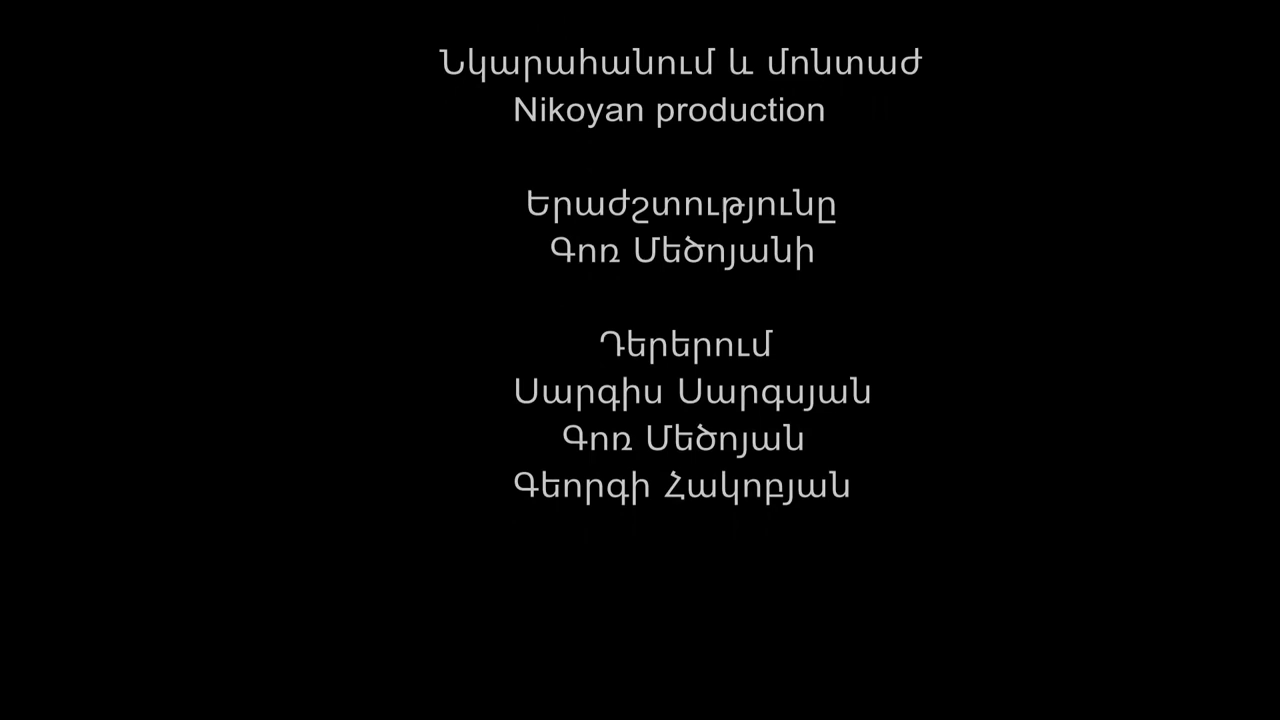 Նկարահանում և մոնտաժ
Nikoyan production
Երաժշտությունը
Գոռ Մեծոյանի
Դերերում
Սարգիս Սարգսյան
Գոռ Մեծոյան
Գեորգի Հակոբյան